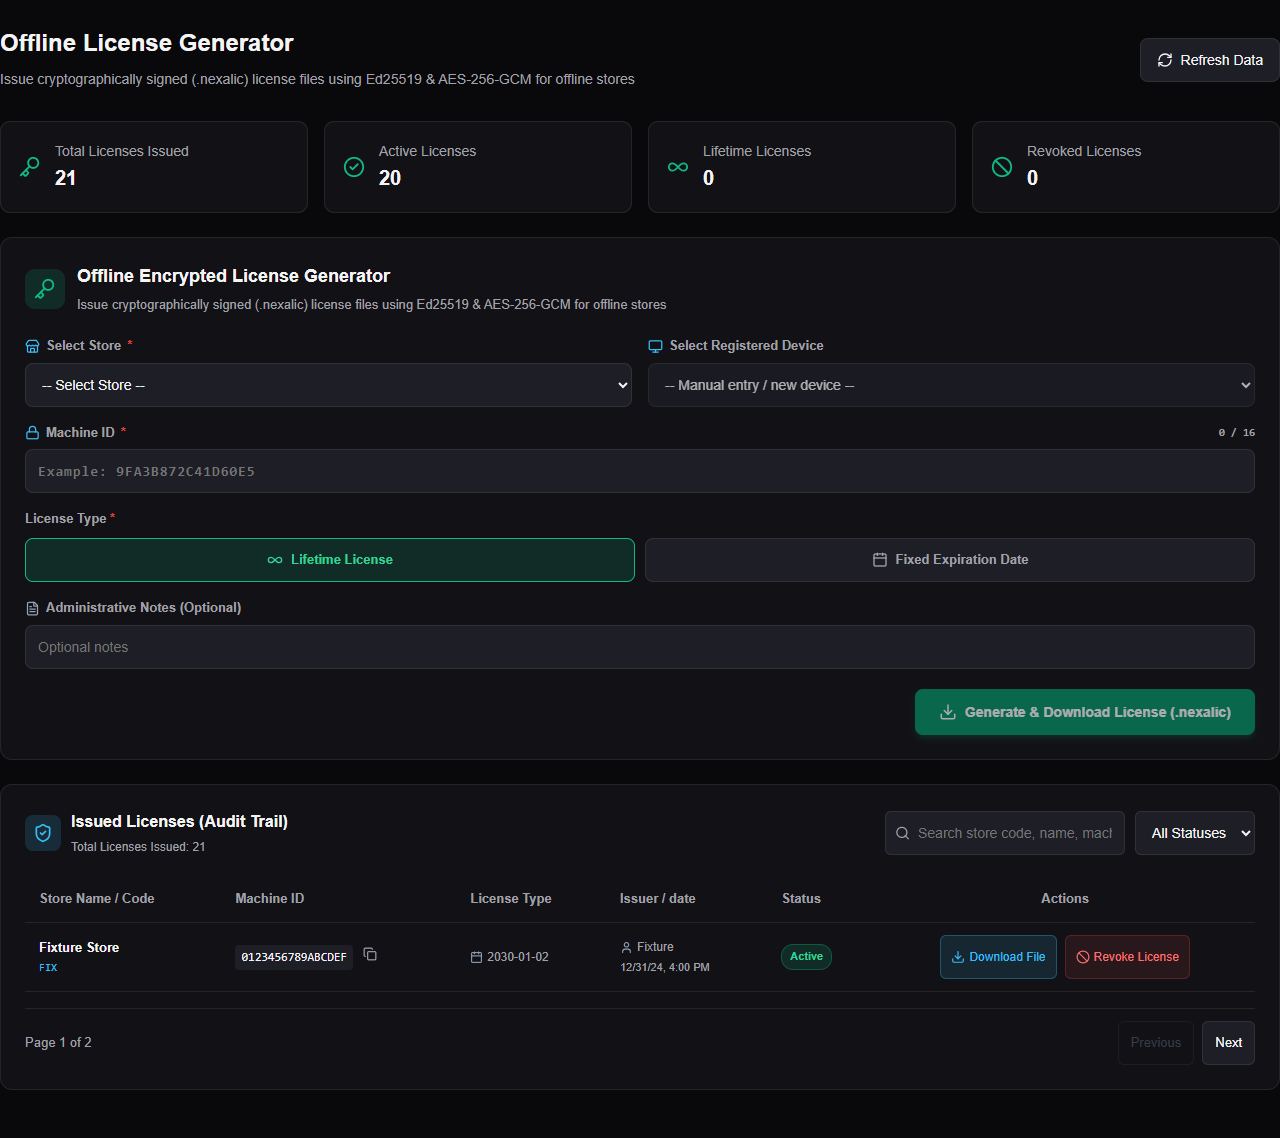 Offline License Generator
Issue cryptographically signed (.nexalic) license files using Ed25519 & AES-256-GCM for offline stores
Refresh Data
Total Licenses Issued
21
Active Licenses
20
Lifetime Licenses
0
Revoked Licenses
0
Offline Encrypted License Generator
Issue cryptographically signed (.nexalic) license files using Ed25519 & AES-256-GCM for offline stores
Select Store *
Select Registered Device
-- Select Store --
-- Manual entry / new device --
Machine ID *
0 / 16
Example: 9FA3B872C41D60E5
License Type *
Lifetime License
Fixed Expiration Date
Administrative Notes (Optional)
Optional notes
Generate & Download License (.nexalic)
Issued Licenses (Audit Trail)
Total Licenses Issued: 21
Search store code, name, mach
All Statuses
Store Name / Code Machine ID License Type Issuer / date Status Actions
Fixture Store
FIX
0123456789ABCDEF
2030-01-02
Fixture
12/31/24, 4:00 PM
Active
Download File
Revoke License
Page 1 of 2
Previous
Next